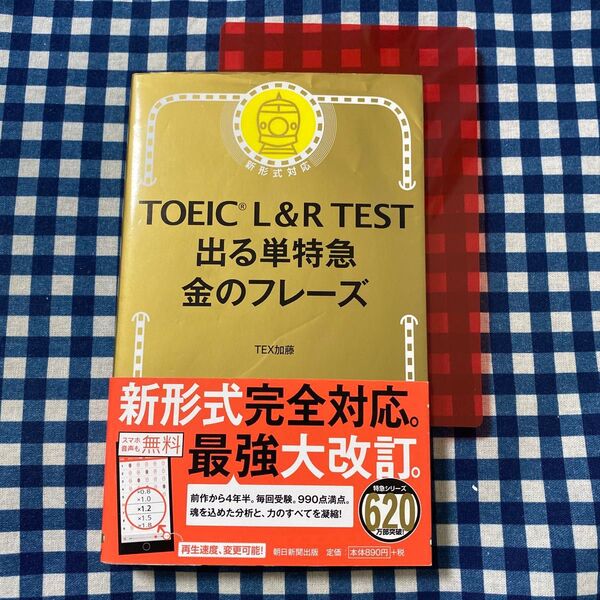 新形式対応
TOEIC® L&R TEST
出る単特急
金のフレーズ
TEX加藤
新形式完全対応。
スマホ
音声も
無料
最強大改訂。
×0.8
×1.0
×1.2
×1.5
×1.8
前作から4年半。毎回受験。990点満点。
魂を込めた分析と、力のすべてを凝縮!
特急シリーズ
620
万部突破!
再生速度、変更可能!
朝日新聞出版 定価 本体890円+税